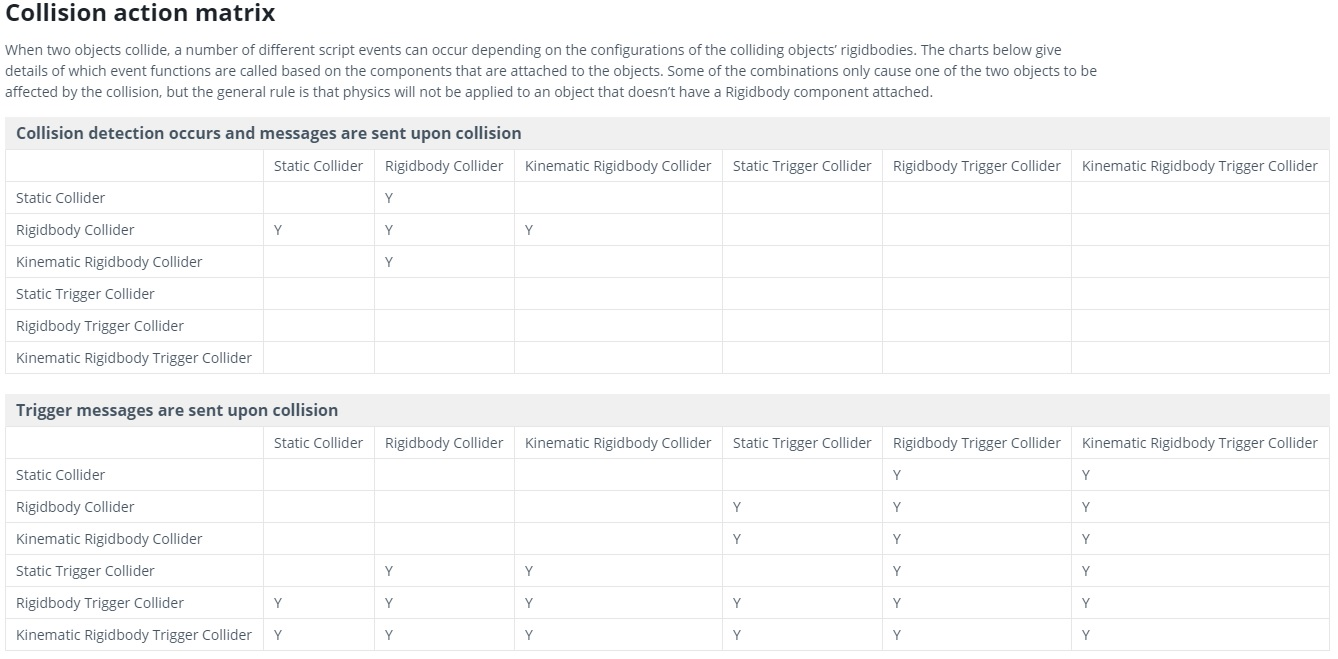 Collision action matrix
When two objects collide, a number of different script events can occur depending on the configurations of the colliding objects’ rigidbodies. The charts below give
details of which event functions are called based on the components that are attached to the objects. Some of the combinations only cause one of the two objects to be
affected by the collision, but the general rule is that physics will not be applied to an object that doesn’t have a Rigidbody component attached.
Collision detection occurs and messages are sent upon collision
Static Collider Rigidbody Collider Kinematic Rigidbody Collider Static Trigger Collider Rigidbody Trigger Collider Kinematic Rigidbody Trigger Collider
Static Collider Y
Rigidbody Collider Y Y Y
Kinematic Rigidbody Collider Y
Static Trigger Collider
Rigidbody Trigger Collider
Kinematic Rigidbody Trigger Collider
Trigger messages are sent upon collision
Static Collider Rigidbody Collider Kinematic Rigidbody Collider Static Trigger Collider Rigidbody Trigger Collider Kinematic Rigidbody Trigger Collider
Static Collider Y Y
Rigidbody Collider Y Y Y
Kinematic Rigidbody Collider Y Y Y
Static Trigger Collider Y Y Y Y
Rigidbody Trigger Collider Y Y Y Y Y Y
Kinematic Rigidbody Trigger Collider Y Y Y Y Y Y